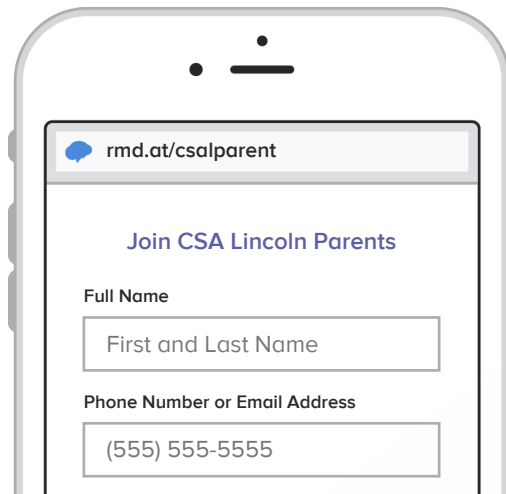 rmd.at/csalparent
Join CSA Lincoln Parents
Full Name
First and Last Name
Phone Number or Email Address
(555) 555-5555